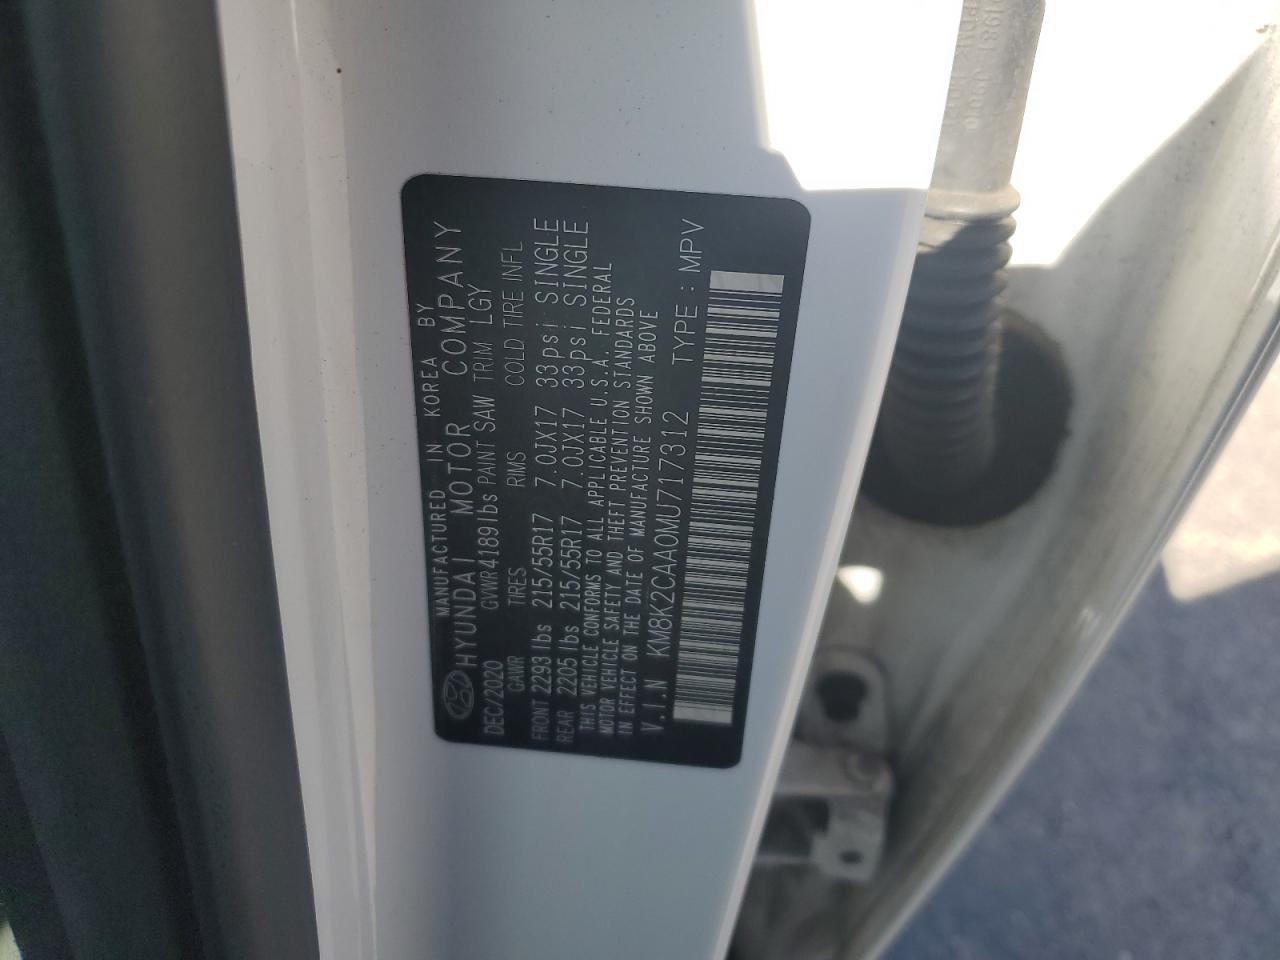 MANUFACTURED IN KOREA BY
HYUNDAI MOTOR COMPANY
DEC/2020 GVWR4189lbs PAINT SAW TRIM LGY
GAWR TIRES RIMS COLD TIRE INFL
FRONT 2293lbs 215/55R17 7.0JX17 33psi SINGLE
REAR 2205lbs 215/55R17 7.0JX17 33psi SINGLE
THIS VEHICLE CONFORMS TO ALL APPLICABLE U.S.A. FEDERAL
MOTOR VEHICLE SAFETY AND THEFT PREVENTION STANDARDS
IN EFFECT ON THE DATE OF MANUFACTURE SHOWN ABOVE
V.I.N KM8K2CAA0MU717312 TYPE : MPV